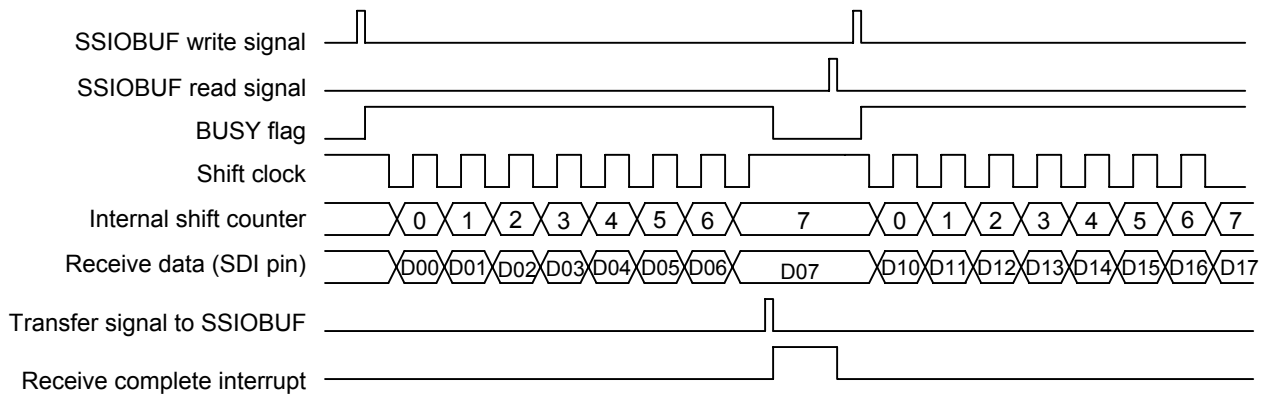 SSIOBUF write signal
SSIOBUF read signal
BUSY flag
Shift clock
Internal shift counter 0 1 2 3 4 5 6 7 0 1 2 3 4 5 6 7
Receive data (SDI pin) D00 D01 D02 D03 D04 D05 D06 D07 D10 D11 D12 D13 D14 D15 D16 D17
Transfer signal to SSIOBUF
Receive complete interrupt